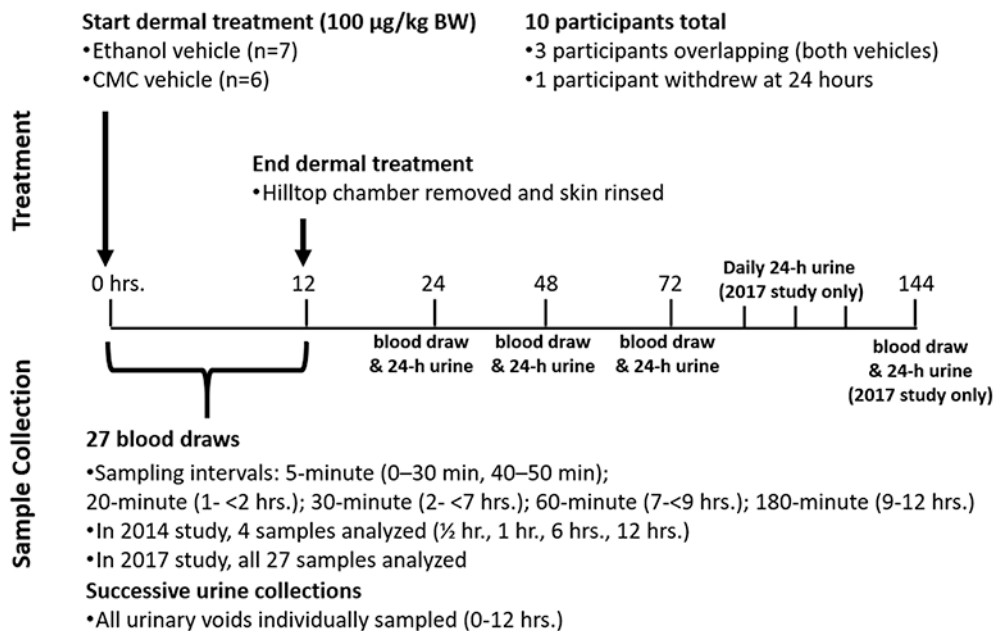 Start dermal treatment (100 µg/kg BW)
•Ethanol vehicle (n=7)
•CMC vehicle (n=6)
10 participants total
•3 participants overlapping (both vehicles)
•1 participant withdrew at 24 hours
Treatment
End dermal treatment
•Hilltop chamber removed and skin rinsed
0 hrs.
12
24
48
72
Daily 24-h urine
(2017 study only)
144
blood draw
& 24-h urine
blood draw
& 24-h urine
blood draw
& 24-h urine
blood draw
& 24-h urine
(2017 study only)
Sample Collection
27 blood draws
•Sampling intervals: 5-minute (0–30 min, 40–50 min);
20-minute (1- <2 hrs.); 30-minute (2- <7 hrs.); 60-minute (7-<9 hrs.); 180-minute (9-12 hrs.)
•In 2014 study, 4 samples analyzed (½ hr., 1 hr., 6 hrs., 12 hrs.)
•In 2017 study, all 27 samples analyzed
Successive urine collections
•All urinary voids individually sampled (0-12 hrs.)